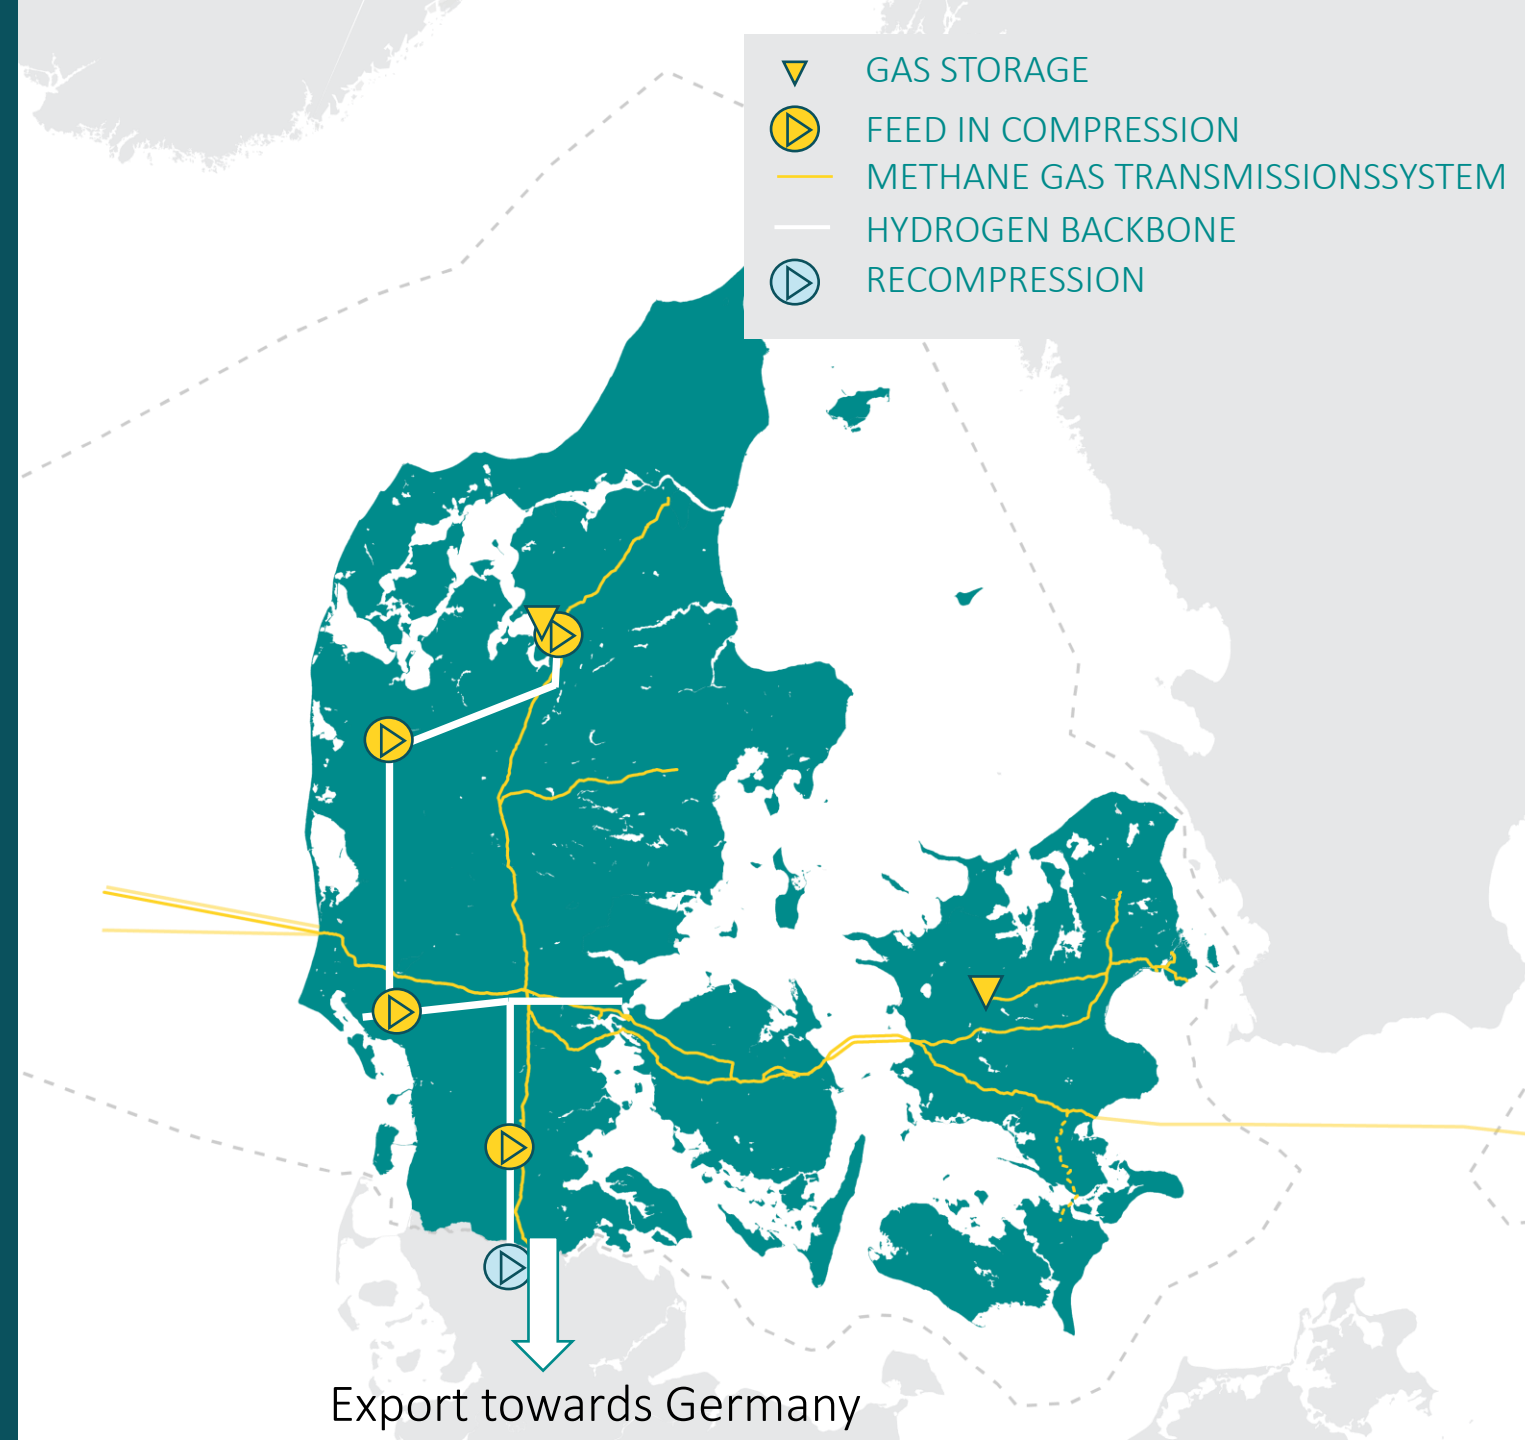 GAS STORAGE
FEED IN COMPRESSION
METHANE GAS TRANSMISSIONSSYSTEM
HYDROGEN BACKBONE
RECOMPRESSION
Export towards Germany